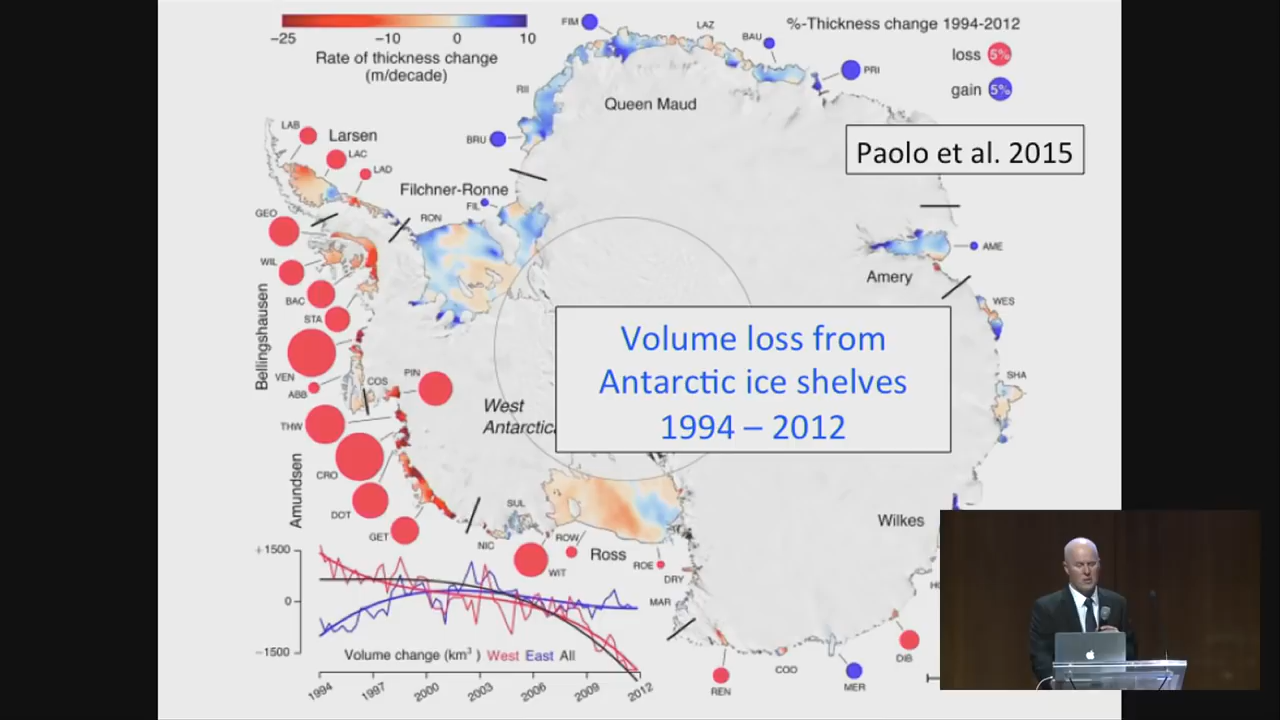 -25
-10
0
10
Rate of thickness change
(m/decade)
%-Thickness change 1994-2012
loss 5%
gain 5%
FIM
LAZ
BAU
PRI
RII
Queen Maud
BRU
Paolo et al. 2015
LAB
Larsen
LAC
LAD
Filchner-Ronne
FIL
RON
GEO
WIL
BAC
STA
Bellingshausen
VEN
ABB
COS
PIN
THW
CRO
DOT
GET
Amundsen
AME
Amery
WES
SHA
Volume loss from
Antarctic ice shelves
1994 – 2012
West
Antarctica
Wilkes
SUL
NIC
WIT
ROW
Ross
ROE
DRY
MAR
REN
COO
MER
DIB
+1500
0
-1500
Volume change (km³) West East All
1994
1997
2000
2003
2006
2009
2012